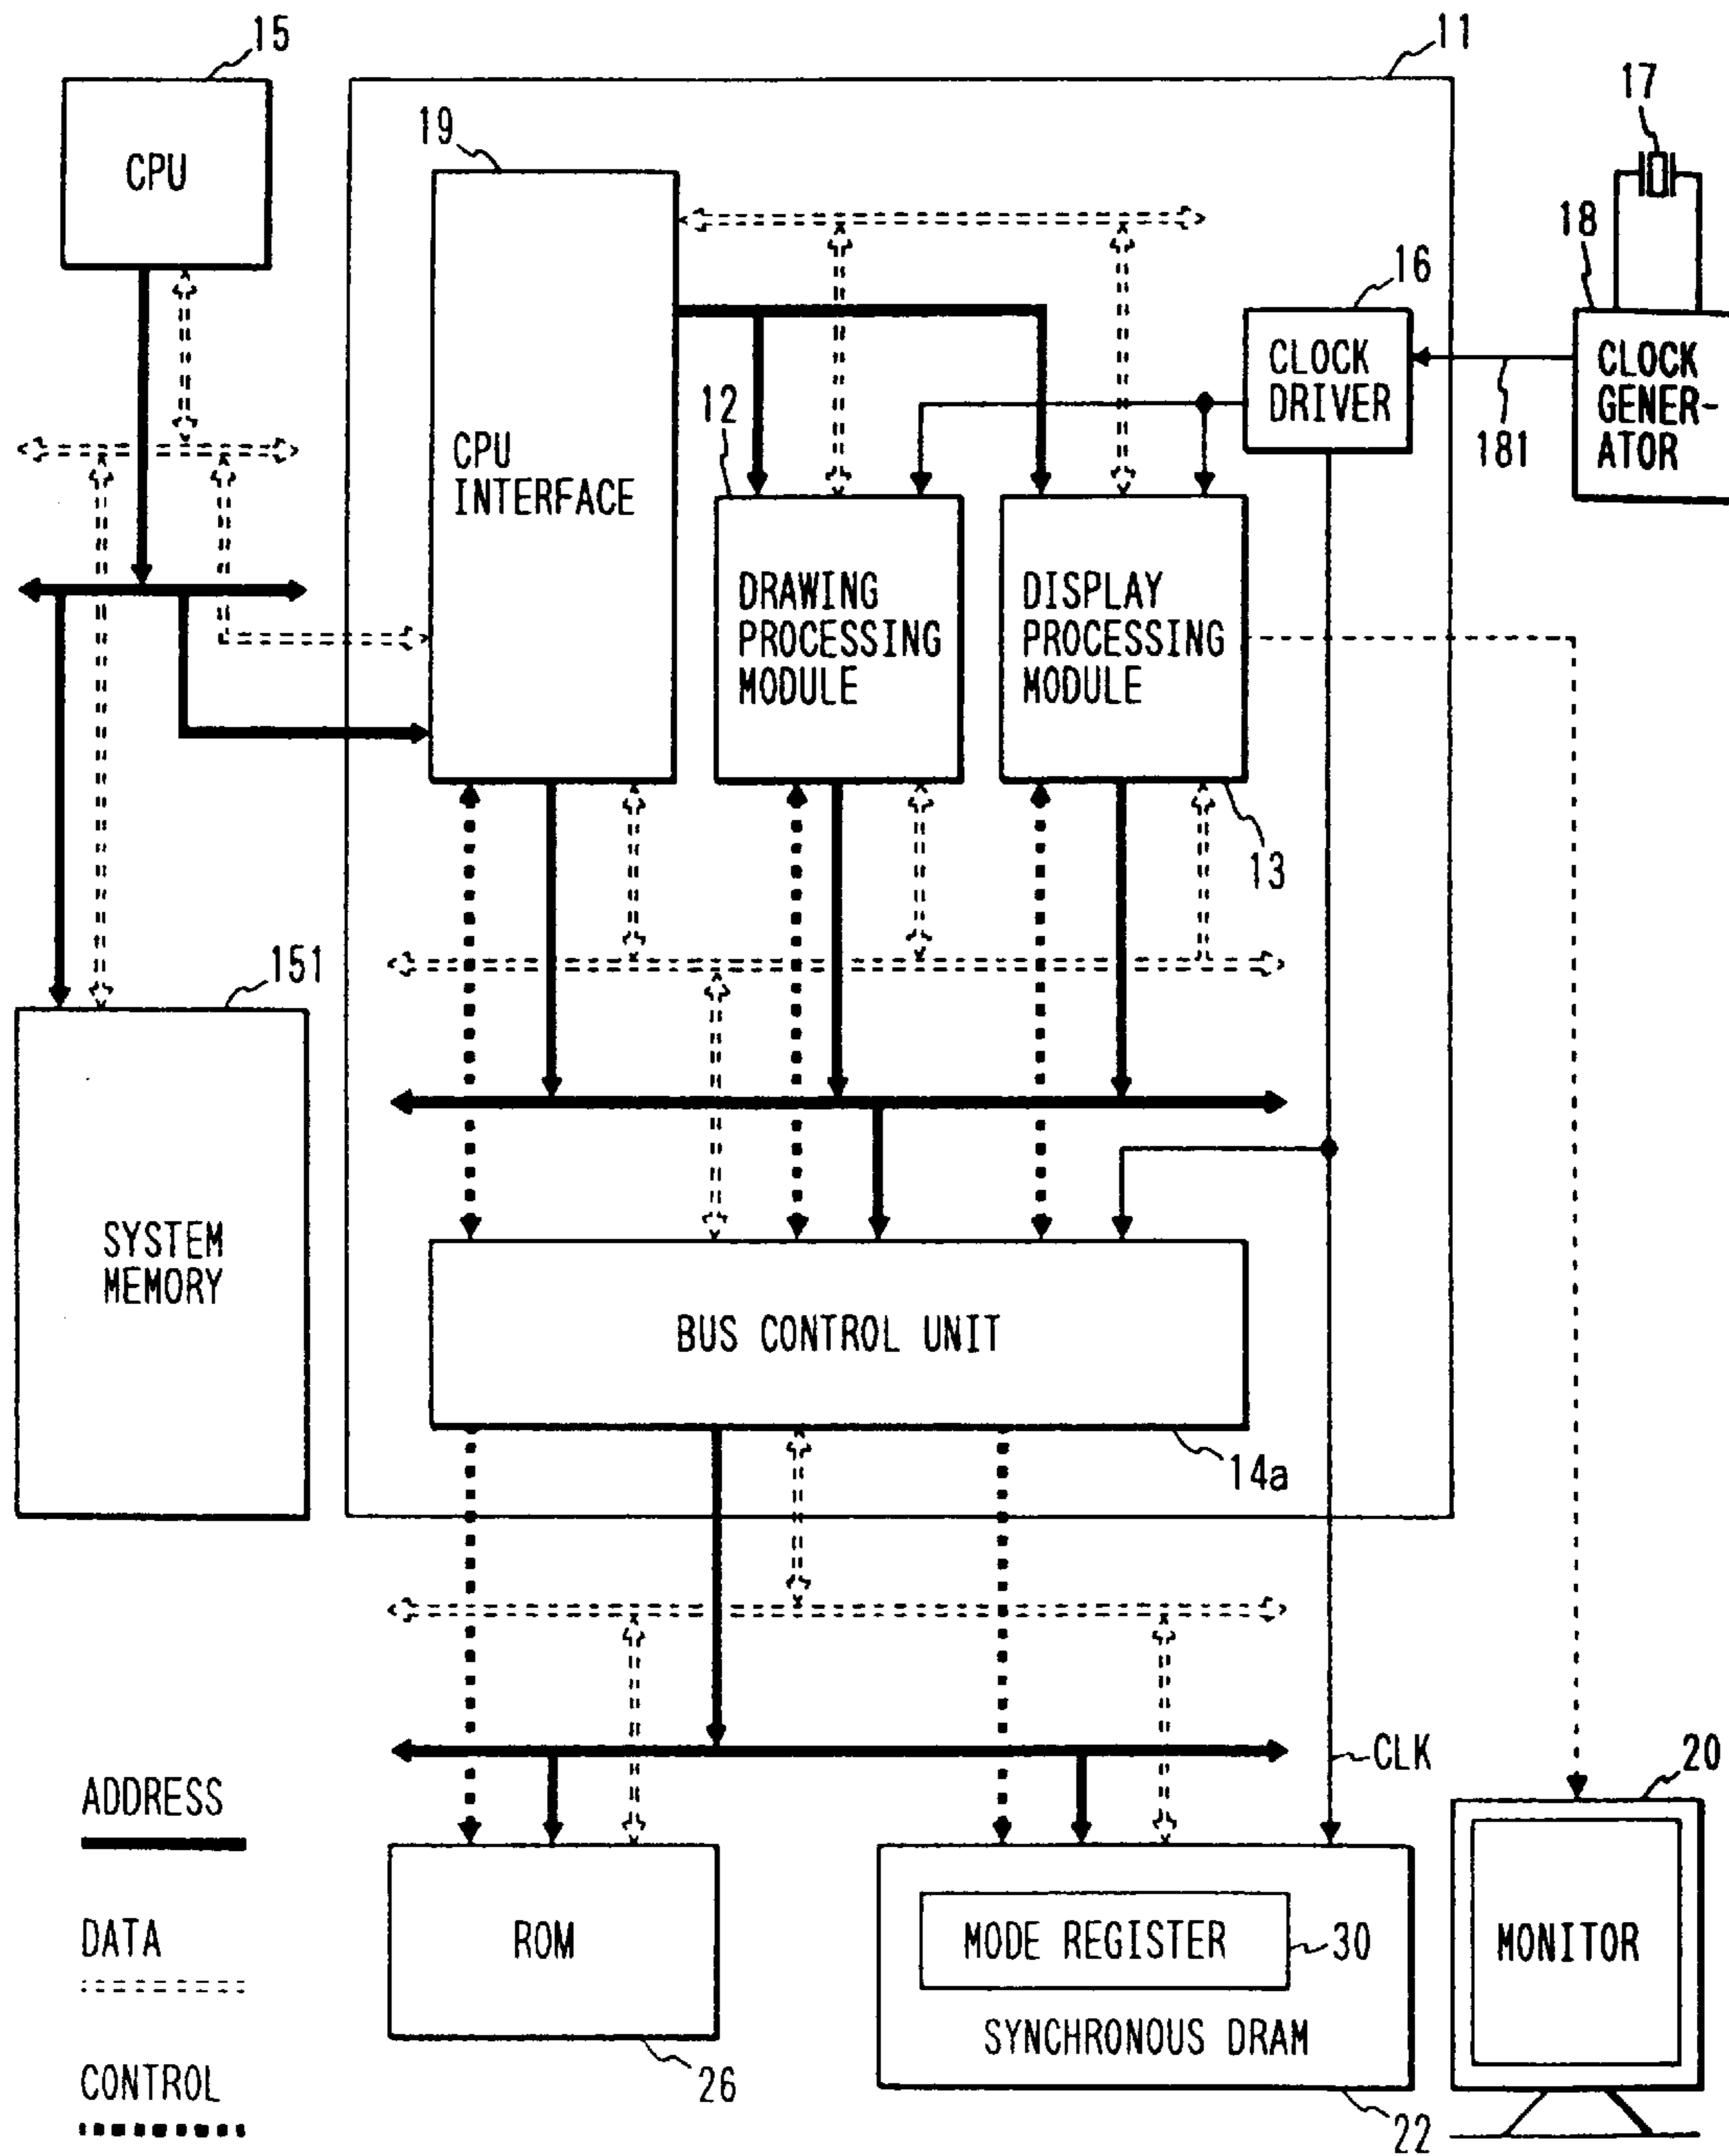 15
11
17
CPU
19
18
16
CLOCK
DRIVER
CLOCK
GENER-
ATOR
181
12
CPU
INTERFACE
DRAWING
PROCESSING
MODULE
DISPLAY
PROCESSING
MODULE
13
151
SYSTEM
MEMORY
BUS CONTROL UNIT
14a
CLK
20
ADDRESS
DATA
CONTROL
ROM
26
MODE REGISTER
30
SYNCHRONOUS DRAM
22
MONITOR